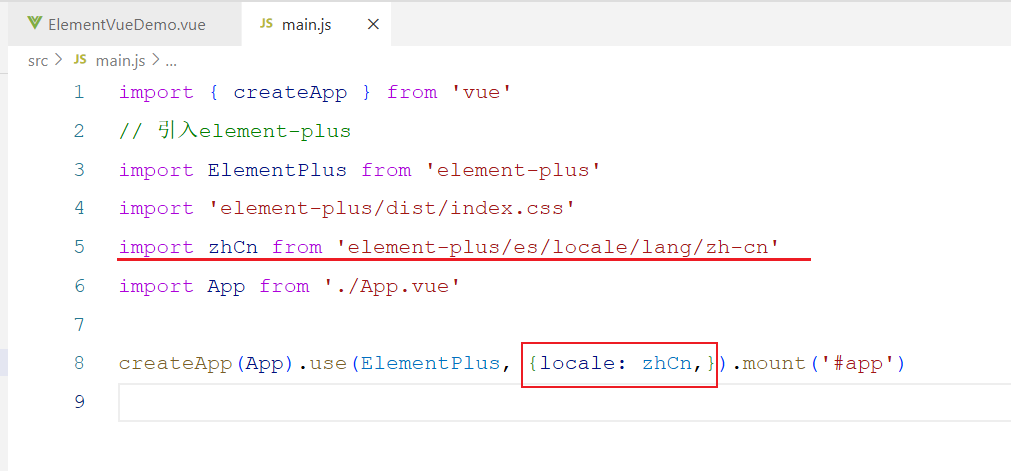 ElementVueDemo.vue JS main.js ×
src > JS main.js > ...
1 import { createApp } from 'vue'
2 // 引入element-plus
3 import ElementPlus from 'element-plus'
4 import 'element-plus/dist/index.css'
5 import zhCn from 'element-plus/es/locale/lang/zh-cn'
6 import App from './App.vue'
7
8 createApp(App).use(ElementPlus, {locale: zhCn,}).mount('#app')
9